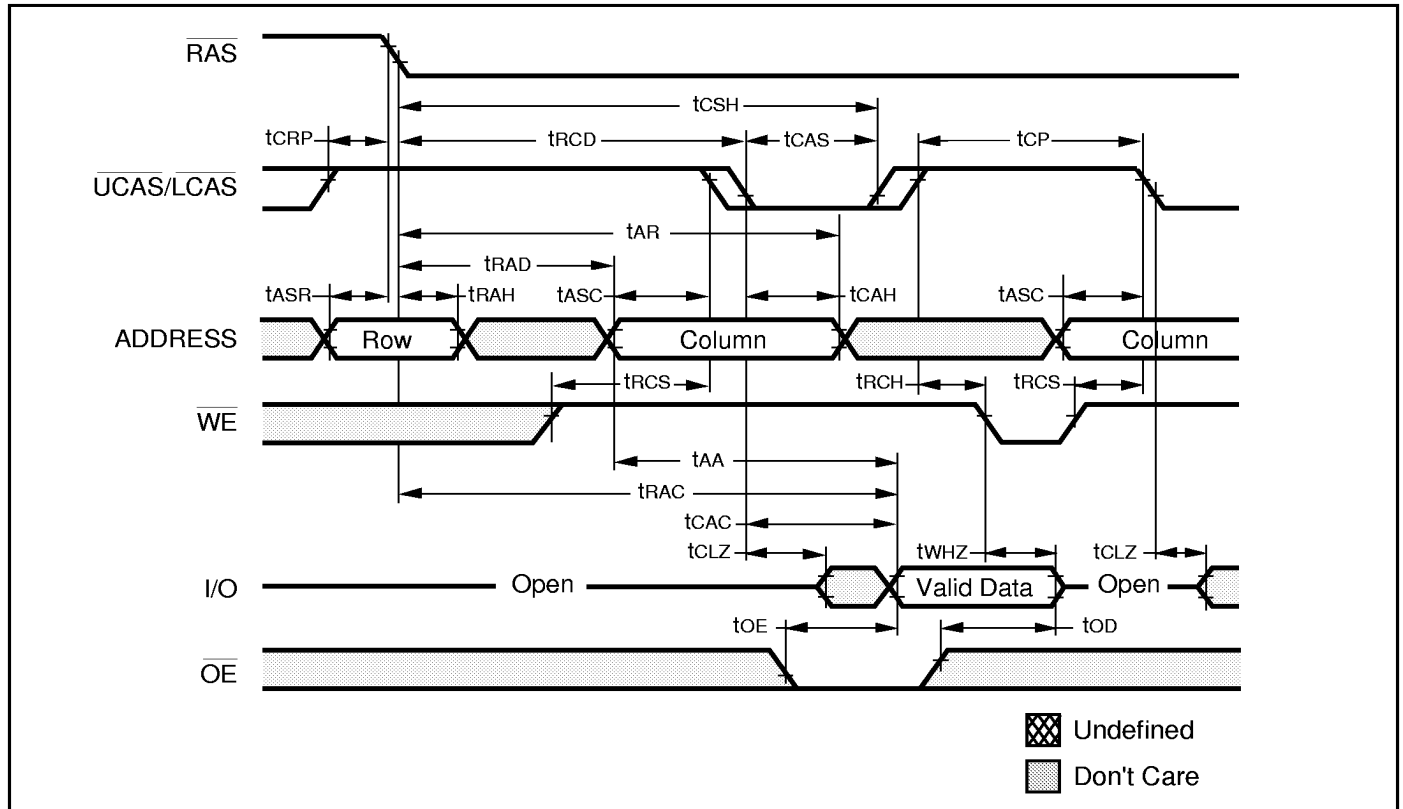 RAS
tCSH
tCRP tRCD tCAS tCP
UCAS/LCAS
tAR
tRAD
tASR tRAH tASC tCAH tASC
ADDRESS Row Column Column
tRCS tRCH tRCS
WE
tAA
tRAC
tCAC
tCLZ tWHZ tCLZ
I/O Open Valid Data Open
tOE tOD
OE
Undefined
Don't Care